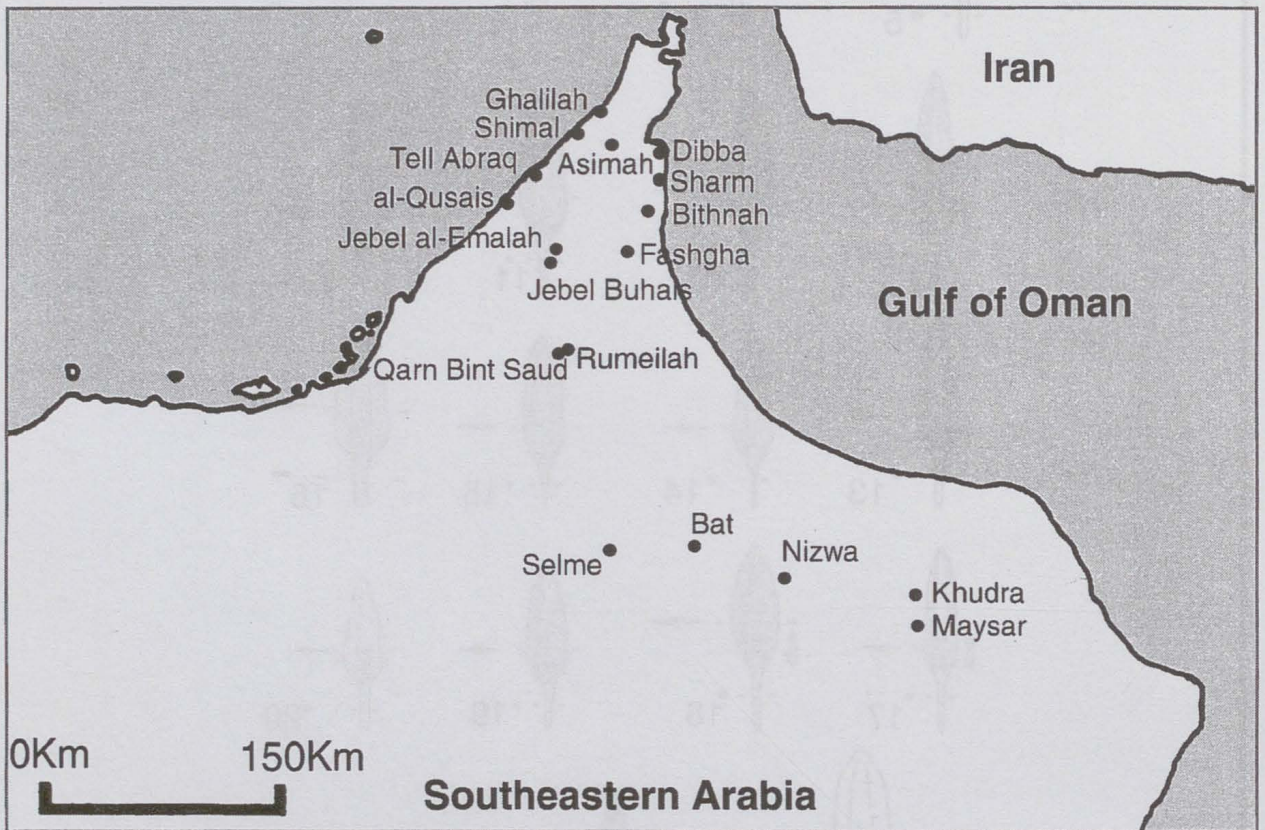 Iran
Ghalilah
Shimal
Tell Abraq
Asimah
Dibba
al-Qusais
Sharm
Bithnah
Jebel al-Emalah
Fashgha
Jebel Buhais
Gulf of Oman
Qarn Bint Saud
Rumeilah
Bat
Selme
Nizwa
Khudra
Maysar
0Km 150Km
Southeastern Arabia